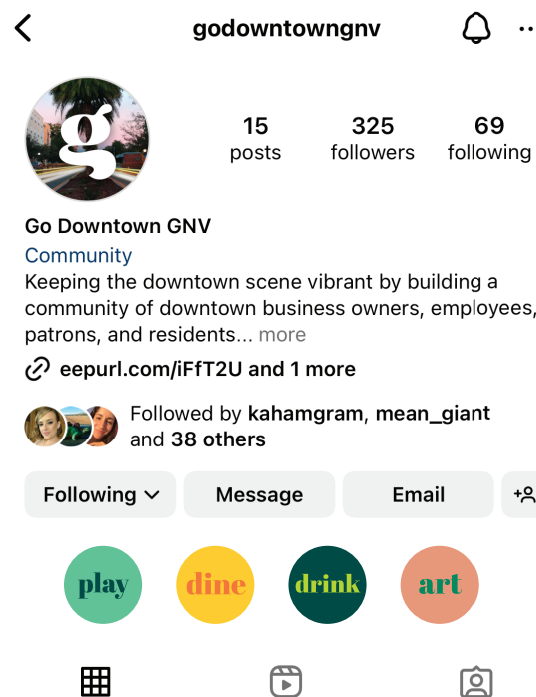 godowntowngnv
g
15 325 69
posts followers following
Go Downtown GNV
Community
Keeping the downtown scene vibrant by building a
community of downtown business owners, employees,
patrons, and residents... more
eepurl.com/iFfT2U and 1 more
Followed by kahamgram, mean_giant
and 38 others
Following Message Email
play dine drink art